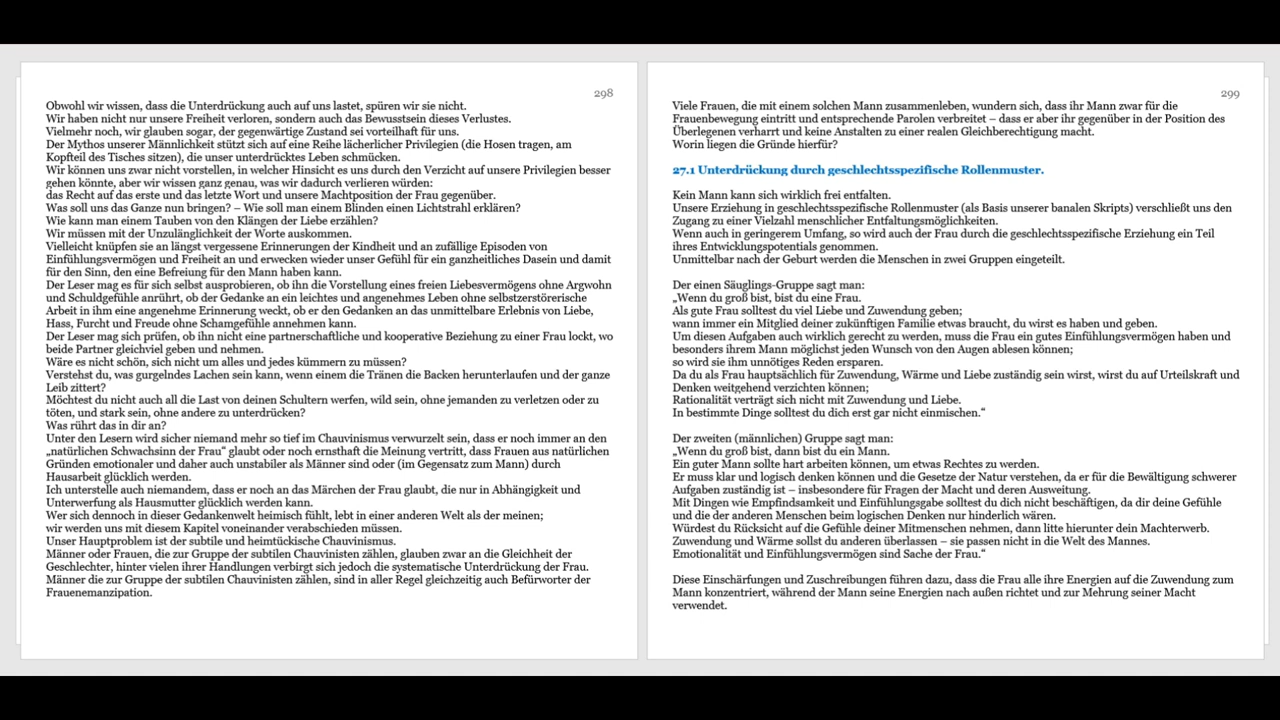 298
Obwohl wir wissen, dass die Unterdrückung auch auf uns lastet, spüren wir sie nicht.
Wir haben nicht nur unsere Freiheit verloren, sondern auch das Bewusstsein dieses Verlustes.
Vielmehr noch, wir glauben sogar, der gegenwärtige Zustand sei vorteilhaft für uns.
Der Mythos unserer Männlichkeit stützt sich auf eine Reihe lächerlicher Privilegien (die Hosen tragen, am
Kopfteil des Tisches sitzen), die unser unterdrücktes Leben schmücken.
Wir können uns zwar nicht vorstellen, in welcher Hinsicht es uns durch den Verzicht auf unsere Privilegien besser
gehen könnte, aber wir wissen ganz genau, was wir dadurch verlieren würden:
das Recht auf das erste und das letzte Wort und unsere Machtposition der Frau gegenüber.
Was soll uns das Ganze nun bringen? – Wie soll man einem Blinden einen Lichtstrahl erklären?
Wie kann man einem Tauben von den Klängen der Liebe erzählen?
Wir müssen mit der Unzulänglichkeit der Worte auskommen.
Vielleicht knüpfen sie an längst vergessene Erinnerungen der Kindheit und an zufällige Episoden von
Einfühlungsvermögen und Freiheit an und erwecken wieder unser Gefühl für ein ganzheitliches Dasein und damit
für den Sinn, den eine Befreiung für den Mann haben kann.
Der Leser mag es für sich selbst ausprobieren, ob ihn die Vorstellung eines freien Liebesvermögens ohne Argwohn
und Schuldgefühle anrührt, ob der Gedanke an ein leichtes und angenehmes Leben ohne selbstzerstörerische
Arbeit in ihm eine angenehme Erinnerung weckt, ob er den Gedanken an das unmittelbare Erlebnis von Liebe,
Hass, Furcht und Freude ohne Schamgefühle annehmen kann.
Der Leser mag sich prüfen, ob ihn nicht eine partnerschaftliche und kooperative Beziehung zu einer Frau lockt, wo
beide Partner gleichviel geben und nehmen.
Wäre es nicht schön, sich nicht um alles und jedes kümmern zu müssen?
Verstehst du, was gurgelndes Lachen sein kann, wenn einem die Tränen die Backen herunterlaufen und der ganze
Leib zittert?
Möchtest du nicht auch all die Last von deinen Schultern werfen, wild sein, ohne jemanden zu verletzen oder zu
töten, und stark sein, ohne andere zu unterdrücken?
Was rührt das in dir an?
Unter den Lesern wird sicher niemand mehr so tief im Chauvinismus verwurzelt sein, dass er noch immer an den
„natürlichen Schwachsinn der Frau“ glaubt oder noch ernsthaft die Meinung vertritt, dass Frauen aus natürlichen
Gründen emotionaler und daher auch unstabiler als Männer sind oder (im Gegensatz zum Mann) durch
Hausarbeit glücklich werden.
Ich unterstelle auch niemandem, dass er noch an das Märchen der Frau glaubt, die nur in Abhängigkeit und
Unterwerfung als Hausmutter glücklich werden kann.
Wer sich dennoch in dieser Gedankenwelt heimisch fühlt, lebt in einer anderen Welt als der meinen;
wir werden uns mit diesem Kapitel voneinander verabschieden müssen.
Unser Hauptproblem ist der subtile und heimtückische Chauvinismus.
Männer oder Frauen, die zur Gruppe der subtilen Chauvinisten zählen, glauben zwar an die Gleichheit der
Geschlechter, hinter vielen ihrer Handlungen verbirgt sich jedoch die systematische Unterdrückung der Frau.
Männer die zur Gruppe der subtilen Chauvinisten zählen, sind in aller Regel gleichzeitig auch Befürworter der
Frauenemanzipation.
299
Viele Frauen, die mit einem solchen Mann zusammenleben, wundern sich, dass ihr Mann zwar für die
Frauenbewegung eintritt und entsprechende Parolen verbreitet – dass er aber ihr gegenüber in der Position des
Überlegenen verharrt und keine Anstalten zu einer realen Gleichberechtigung macht.
Worin liegen die Gründe hierfür?
27.1 Unterdrückung durch geschlechtsspezifische Rollenmuster.
Kein Mann kann sich wirklich frei entfalten.
Unsere Erziehung in geschlechtsspezifische Rollenmuster (als Basis unserer banalen Skripts) verschließt uns den
Zugang zu einer Vielzahl menschlicher Entfaltungsmöglichkeiten.
Wenn auch in geringerem Umfang, so wird auch der Frau durch die geschlechtsspezifische Erziehung ein Teil
ihres Entwicklungspotentials genommen.
Unmittelbar nach der Geburt werden die Menschen in zwei Gruppen eingeteilt.
Der einen Säuglings-Gruppe sagt man:
„Wenn du groß bist, bist du eine Frau.
Als gute Frau solltest du viel Liebe und Zuwendung geben;
wann immer ein Mitglied deiner zukünftigen Familie etwas braucht, du wirst es haben und geben.
Um diesen Aufgaben auch wirklich gerecht zu werden, muss die Frau ein gutes Einfühlungsvermögen haben und
besonders ihrem Mann möglichst jeden Wunsch von den Augen ablesen können;
so wird sie ihm unnötiges Reden ersparen.
Da du als Frau hauptsächlich für Zuwendung, Wärme und Liebe zuständig sein wirst, wirst du auf Urteilskraft und
Denken weitgehend verzichten können;
Rationalität verträgt sich nicht mit Zuwendung und Liebe.
In bestimmte Dinge solltest du dich erst gar nicht einmischen.“
Der zweiten (männlichen) Gruppe sagt man:
„Wenn du groß bist, dann bist du ein Mann.
Ein guter Mann sollte hart arbeiten können, um etwas Rechtes zu werden.
Er muss klar und logisch denken können und die Gesetze der Natur verstehen, da er für die Bewältigung schwerer
Aufgaben zuständig ist – insbesondere für Fragen der Macht und deren Ausweitung.
Mit Dingen wie Empfindsamkeit und Einfühlungsgabe solltest du dich nicht beschäftigen, da dir deine Gefühle
und die der anderen Menschen beim logischen Denken nur hinderlich wären.
Würdest du Rücksicht auf die Gefühle deiner Mitmenschen nehmen, dann litte hierunter dein Machterwerb.
Zuwendung und Wärme sollst du anderen überlassen – sie passen nicht in die Welt des Mannes.
Emotionalität und Einfühlungsvermögen sind Sache der Frau.“
Diese Einschärfungen und Zuschreibungen führen dazu, dass die Frau alle ihre Energien auf die Zuwendung zum
Mann konzentriert, während der Mann seine Energien nach außen richtet und zur Mehrung seiner Macht
verwendet.